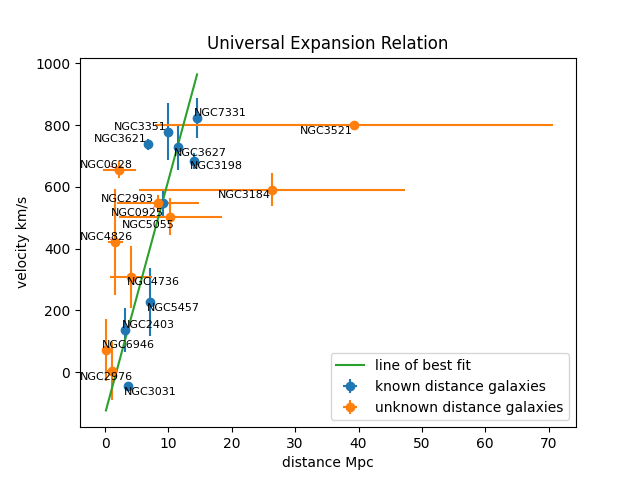 Universal Expansion Relation
1000
800
600
400
200
0
velocity km/s
NGC7331
NGC3351
NGC3521
NGC3621
NGC3627
NGC0628
NGC3198
NGC3184
NGC2903
NGC0925
NGC5055
NGC4826
NGC4736
NGC5457
NGC2403
NGC6946
NGC2976
NGC3031
line of best fit
known distance galaxies
unknown distance galaxies
0 10 20 30 40 50 60 70
distance Mpc